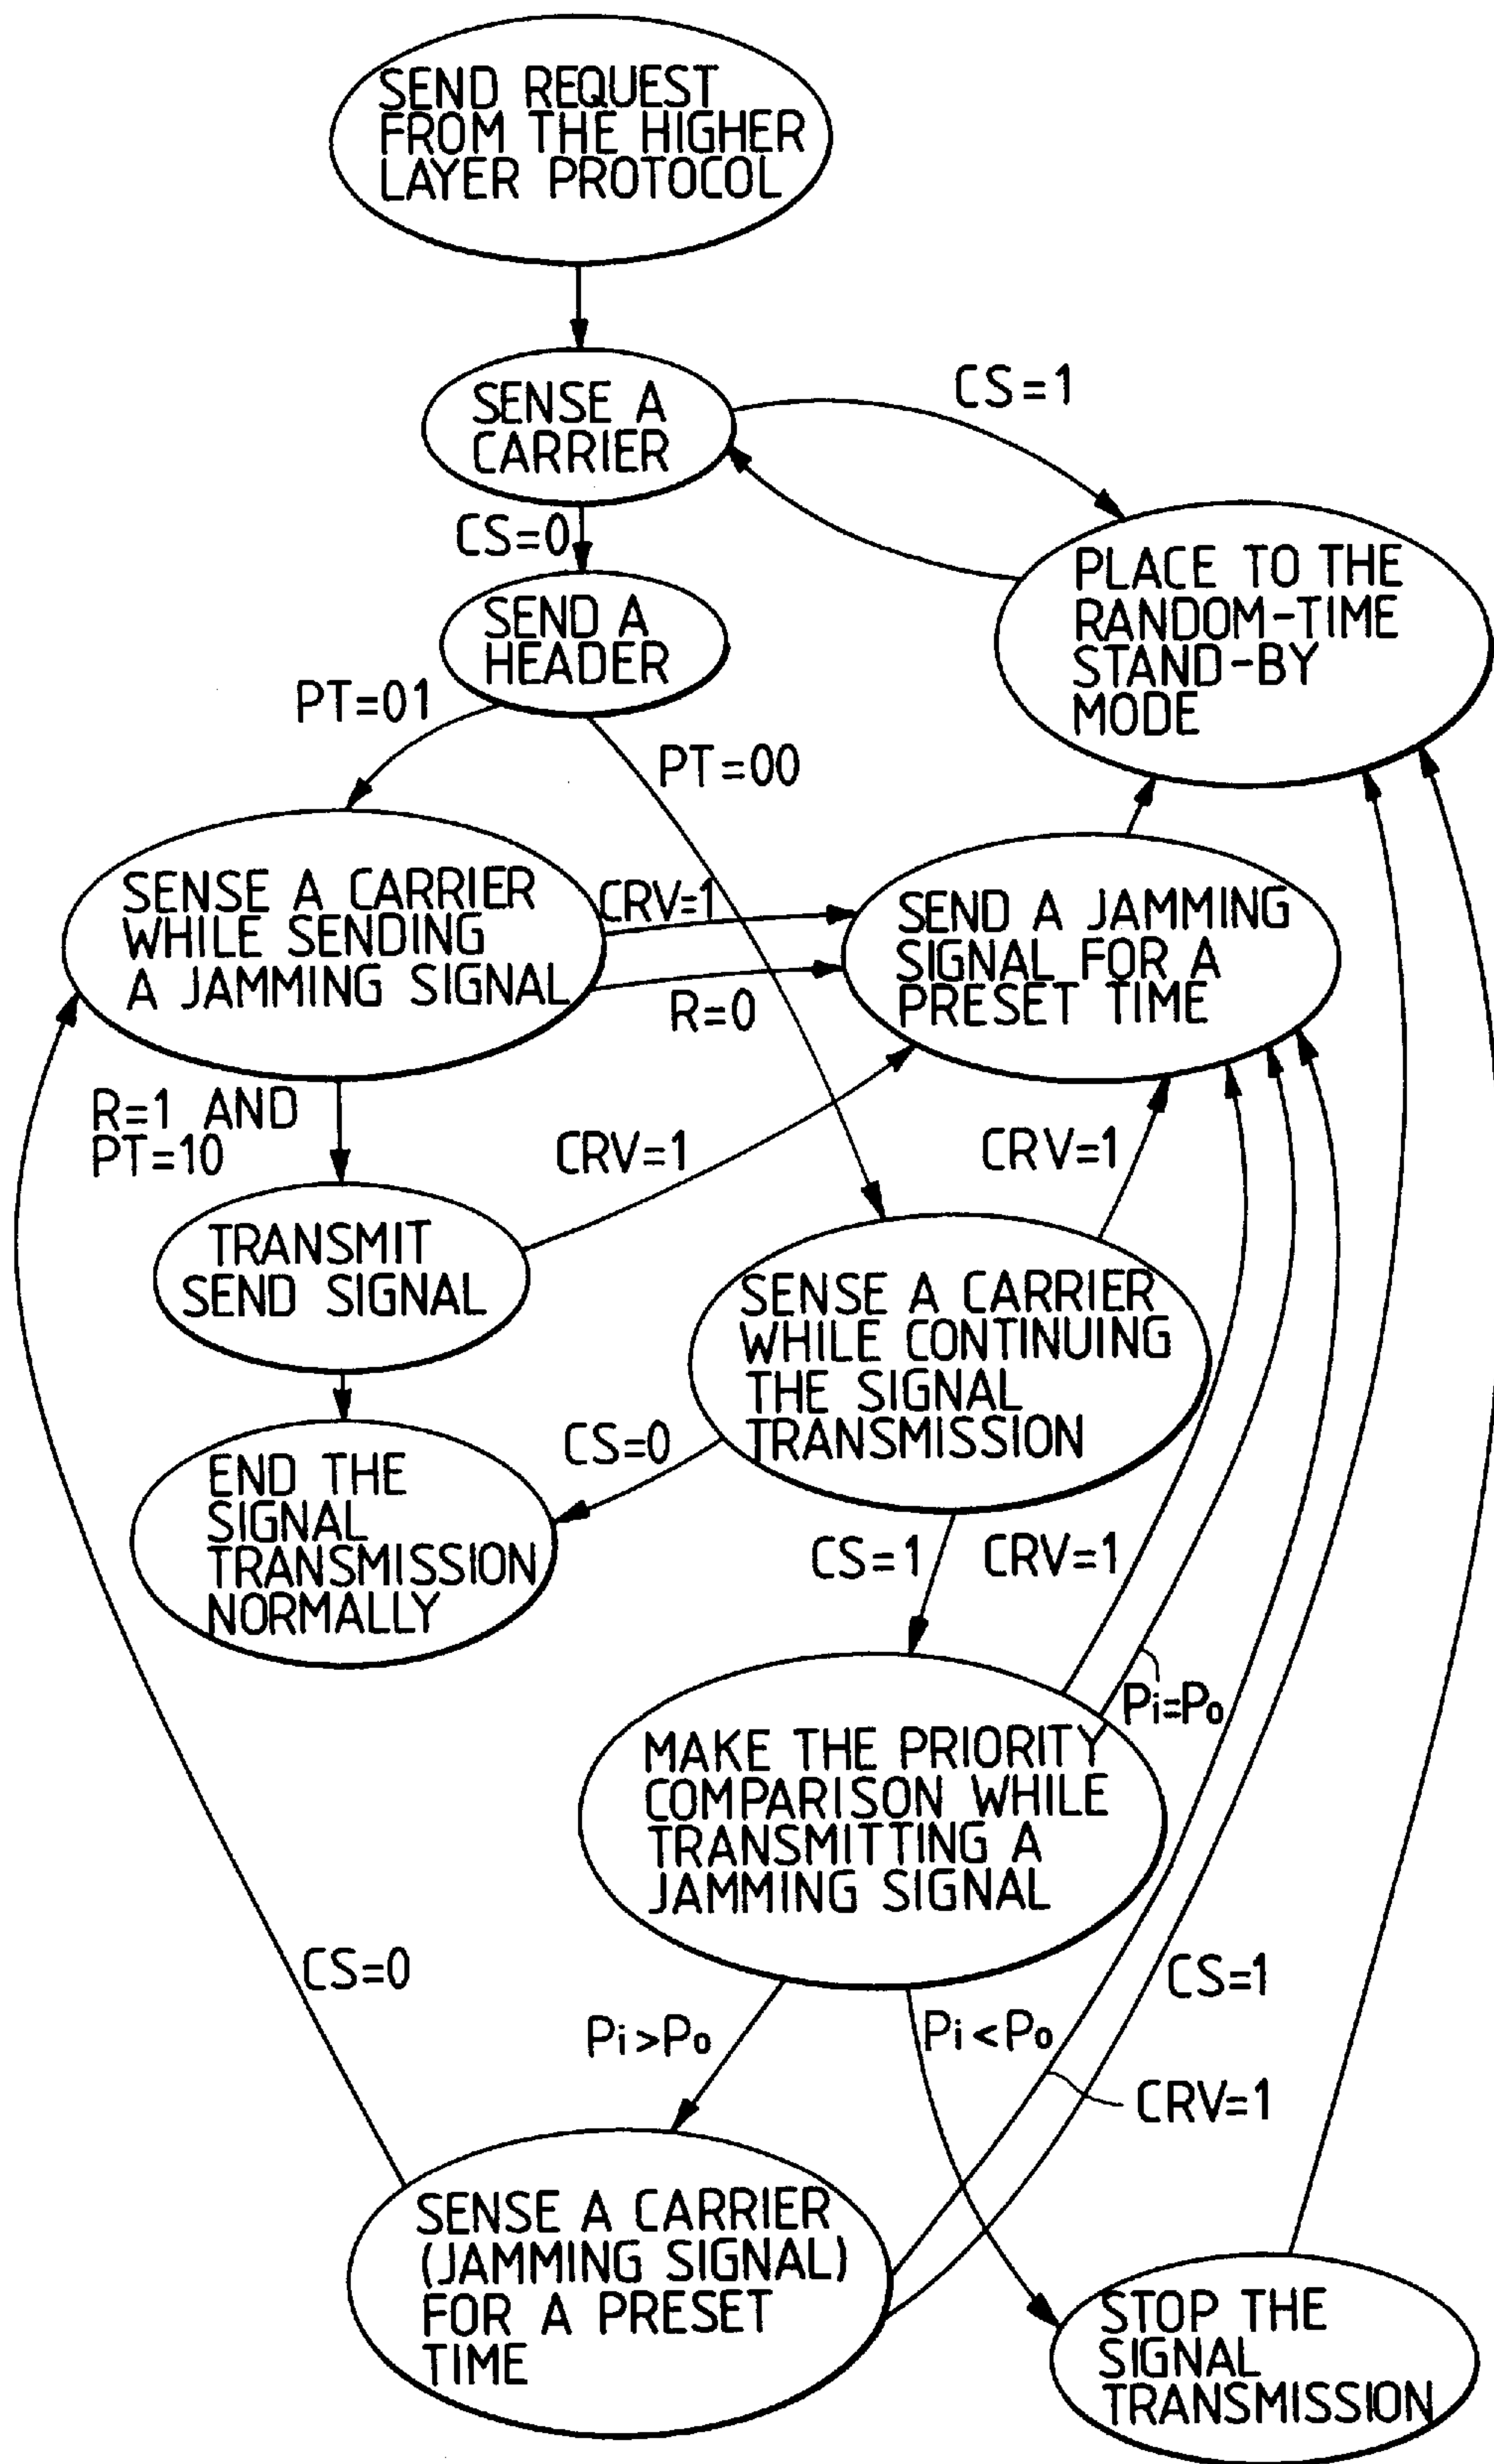 SEND REQUEST
FROM THE HIGHER
LAYER PROTOCOL
SENSE A
CARRIER
CS=1
CS=0
SEND A
HEADER
PLACE TO THE
RANDOM-TIME
STAND-BY
MODE
PT=01
PT=00
SENSE A CARRIER
WHILE SENDING
A JAMMING SIGNAL
CRV=1
R=0
SEND A JAMMING
SIGNAL FOR A
PRESET TIME
R=1 AND
PT=10
CRV=1
CRV=1
TRANSMIT
SEND SIGNAL
SENSE A CARRIER
WHILE CONTINUING
THE SIGNAL
TRANSMISSION
CS=0
END THE
SIGNAL
TRANSMISSION
NORMALLY
CS=1
CRV=1
Pi=Po
MAKE THE PRIORITY
COMPARISON WHILE
TRANSMITTING A
JAMMING SIGNAL
CS=0
CS=1
Pi>Po
Pi<Po
CRV=1
SENSE A CARRIER
(JAMMING SIGNAL)
FOR A PRESET
TIME
STOP THE
SIGNAL
TRANSMISSION